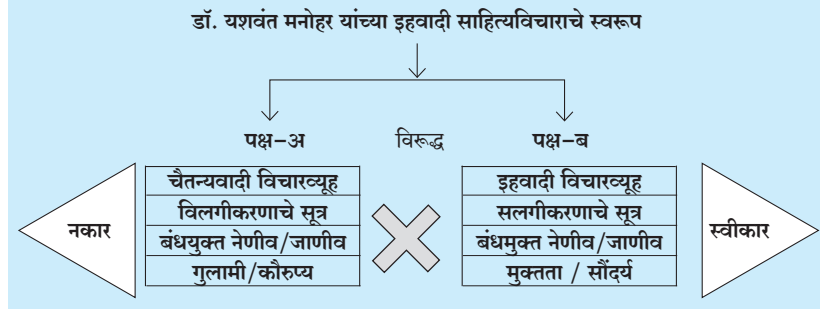 डॉ. यशवंत मनोहर यांच्या इहवादी साहित्यविचाराचे स्वरूप
पक्ष–अ विरूद्ध पक्ष–ब
चैतन्यवादी विचारव्यूह इहवादी विचारव्यूह
विलगीकरणाचे सूत्र सलगीकरणाचे सूत्र
नकार बंधयुक्त नेणीव/जाणीव बंधमुक्त नेणीव/जाणीव स्वीकार
गुलामी/कौरुप्य मुक्तता / सौंदर्य